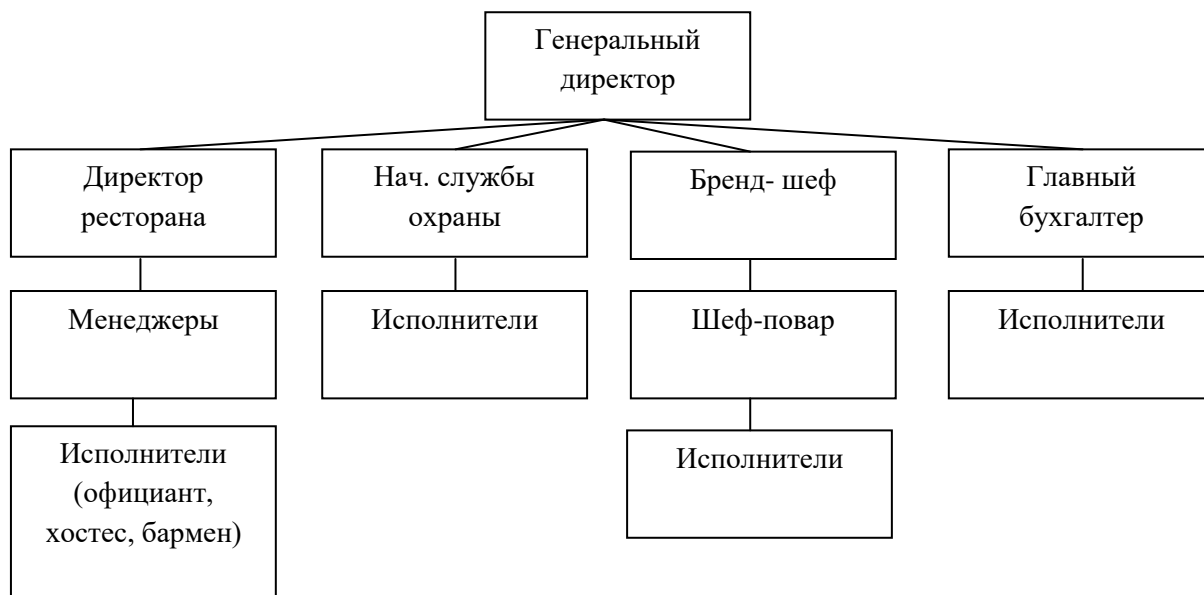 Генеральный
директор
Директор
ресторана
Нач. службы
охраны
Бренд- шеф
Главный
бухгалтер
Менеджеры
Исполнители
Шеф-повар
Исполнители
Исполнители
(официант,
хостес, бармен)
Исполнители